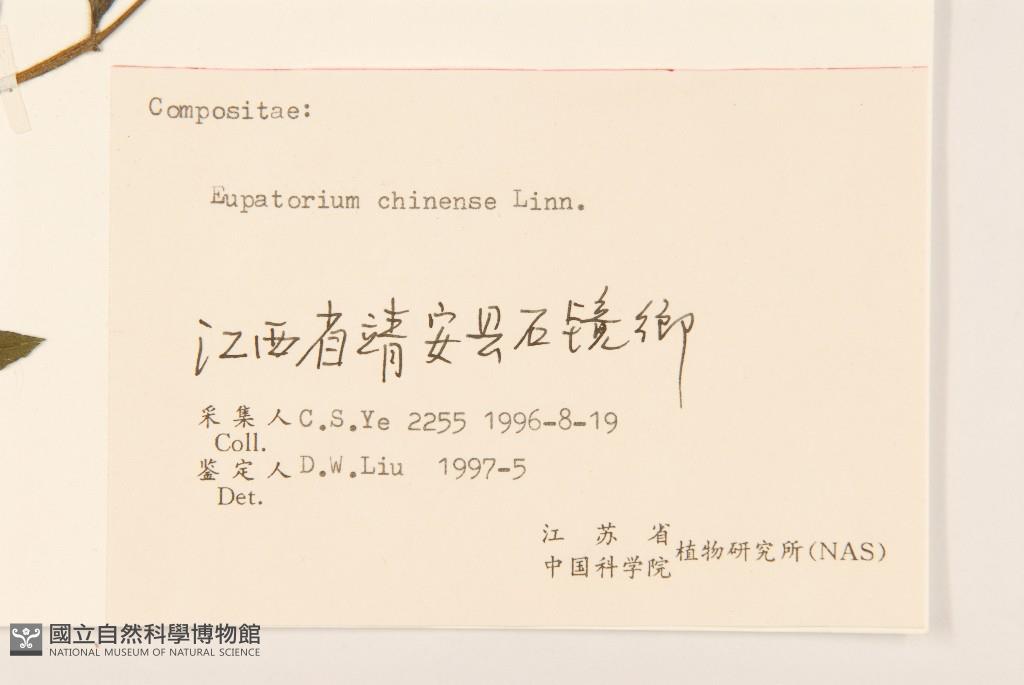 Compositae:
Eupatorium chinense Linn.
江西省靖安县石镜鄉
采集人 C.S.Ye 2255 1996-8-19
Coll.
鉴定人 D.W.Liu 1997-5
Det.
江苏省
中国科学院 植物研究所(NAS)
國立自然科學博物館
NATIONAL MUSEUM OF NATURAL SCIENCE